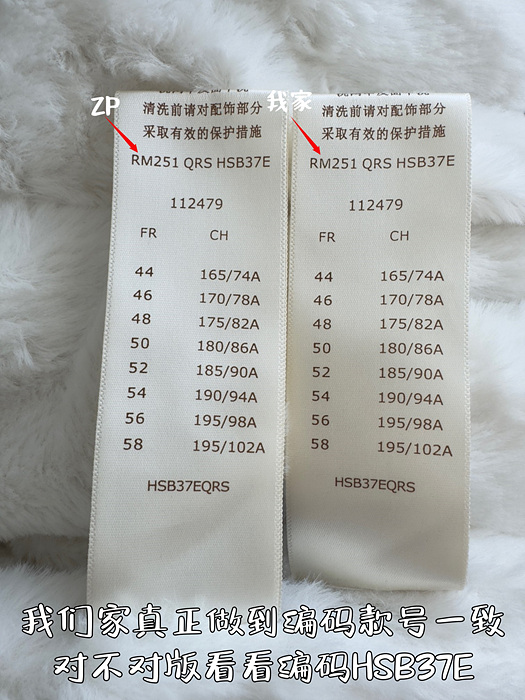 ZP
我家
清洗前请对配饰部分
采取有效的保护措施
RM251 QRS HSB37E
112479
FR CH
44 165/74A
46 170/78A
48 175/82A
50 180/86A
52 185/90A
54 190/94A
56 195/98A
58 195/102A
HSB37EQRS
清洗前请对配饰部分
采取有效的保护措施
RM251 QRS HSB37E
112479
FR CH
44 165/74A
46 170/78A
48 175/82A
50 180/86A
52 185/90A
54 190/94A
56 195/98A
58 195/102A
HSB37EQRS
我们家真正做到编码款号一致
对不对版看看编码HSB37E